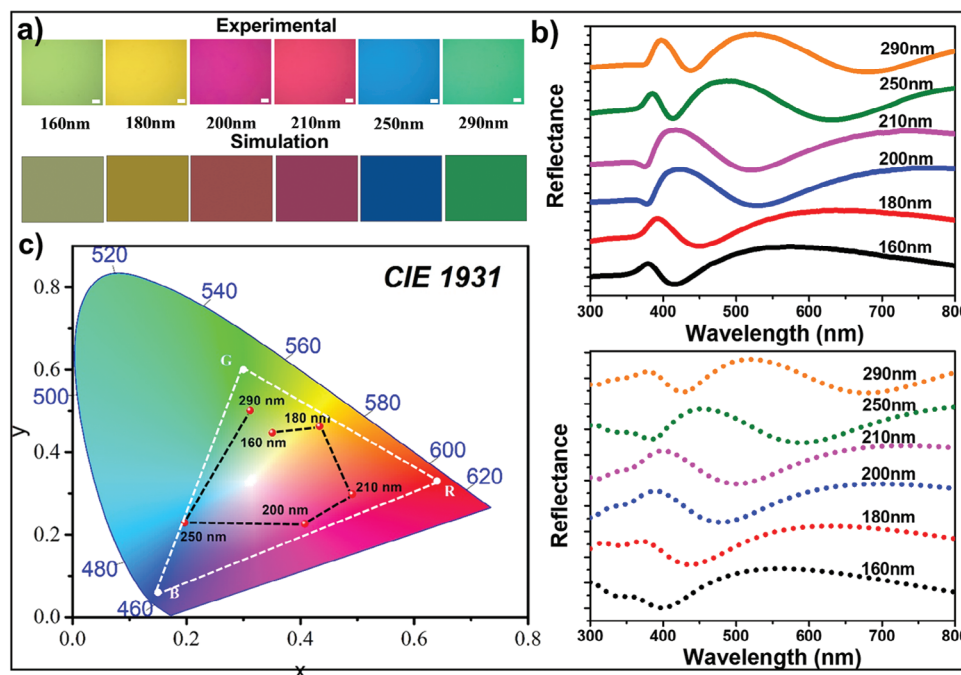 a)
Experimental
160nm 180nm 200nm 210nm 250nm 290nm
Simulation
b)
Reflectance
290nm
250nm
210nm
200nm
180nm
160nm
300 400 500 600 700 800
Wavelength (nm)
Reflectance
290nm
250nm
210nm
200nm
180nm
160nm
300 400 500 600 700 800
Wavelength (nm)
c)
CIE 1931
520
540
560
580
600
620
500
480
460
0.8
0.6
0.4
0.2
0.0
y
G
290 nm
180 nm
160 nm
210 nm
R
200 nm
250 nm
B
0.0 0.2 0.4 0.6 0.8
x